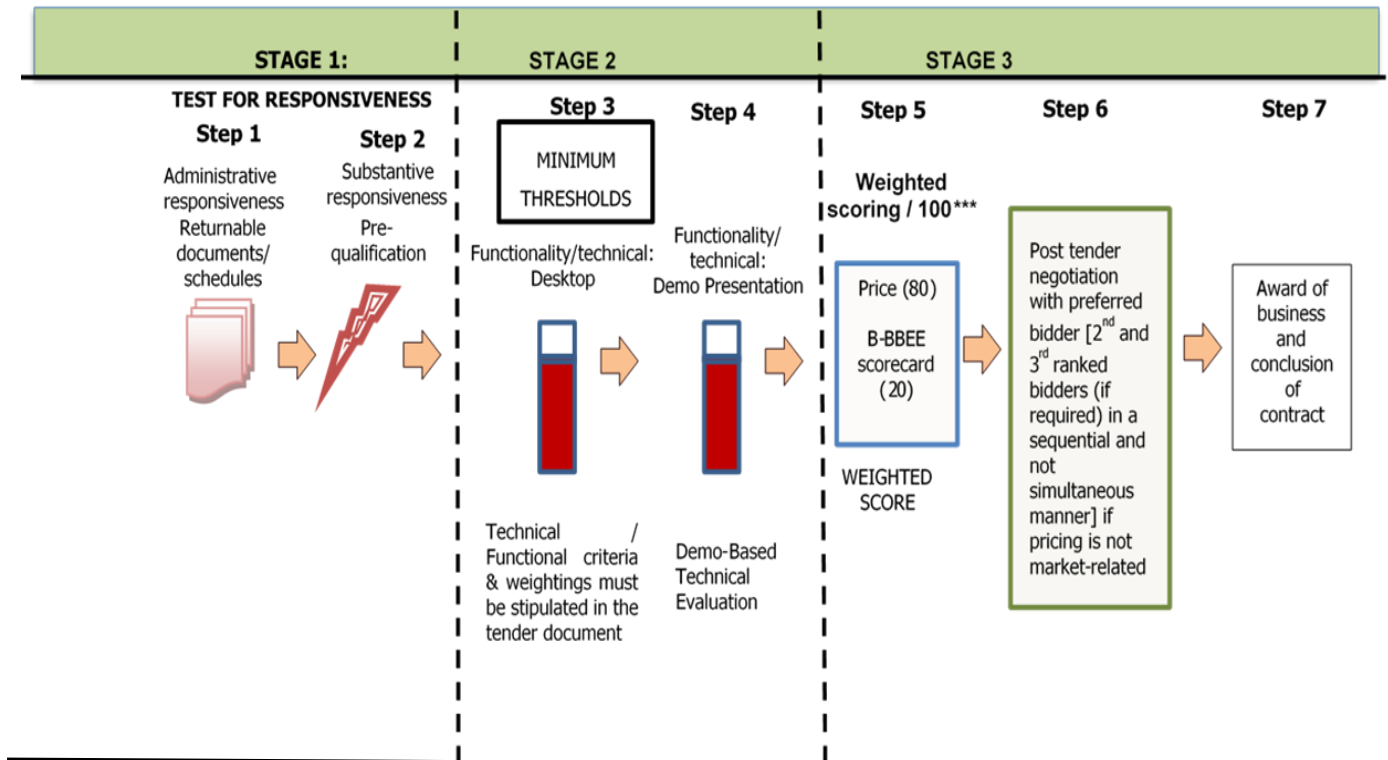 STAGE 1:
STAGE 2
STAGE 3
TEST FOR RESPONSIVENESS
Step 1
Administrative
responsiveness
Returnable
documents/
schedules
Step 2
Substantive
responsiveness
Pre-
qualification
Step 3
MINIMUM
THRESHOLDS
Functionality/technical:
Desktop
Technical /
Functional criteria
& weightings must
be stipulated in the
tender document
Step 4
Functionality/
technical:
Demo Presentation
Demo-Based
Technical
Evaluation
Step 5
Weighted
scoring / 100***
Price (80)
B-BBEE
scorecard
(20)
WEIGHTED
SCORE
Step 6
Post tender
negotiation
with preferred
bidder [2nd and
3rd ranked
bidders (if
required) in a
sequential and
not
simultaneous
manner] if
pricing is not
market-related
Step 7
Award of
business
and
conclusion
of
contract